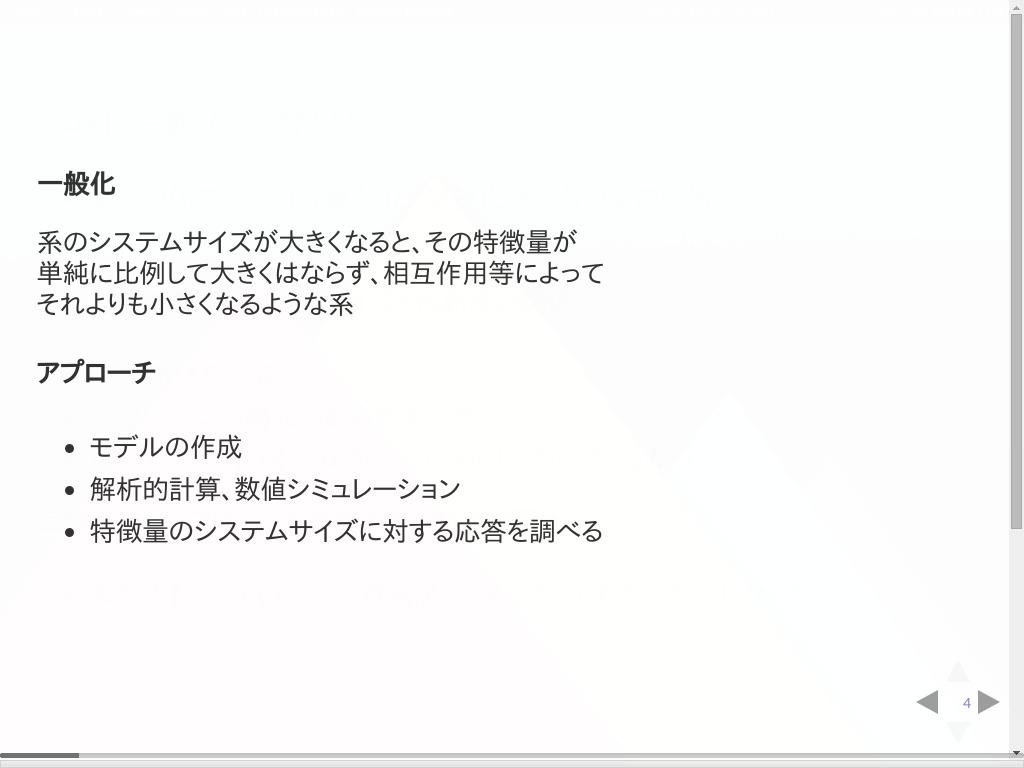 一般化
系のシステムサイズが大きくなると、その特徴量が
単純に比例して大きくはならず、相互作用等によって
それよりも小さくなるような系
アプローチ
• モデルの作成
• 解析的計算、数値シミュレーション
• 特徴量のシステムサイズに対する応答を調べる
4